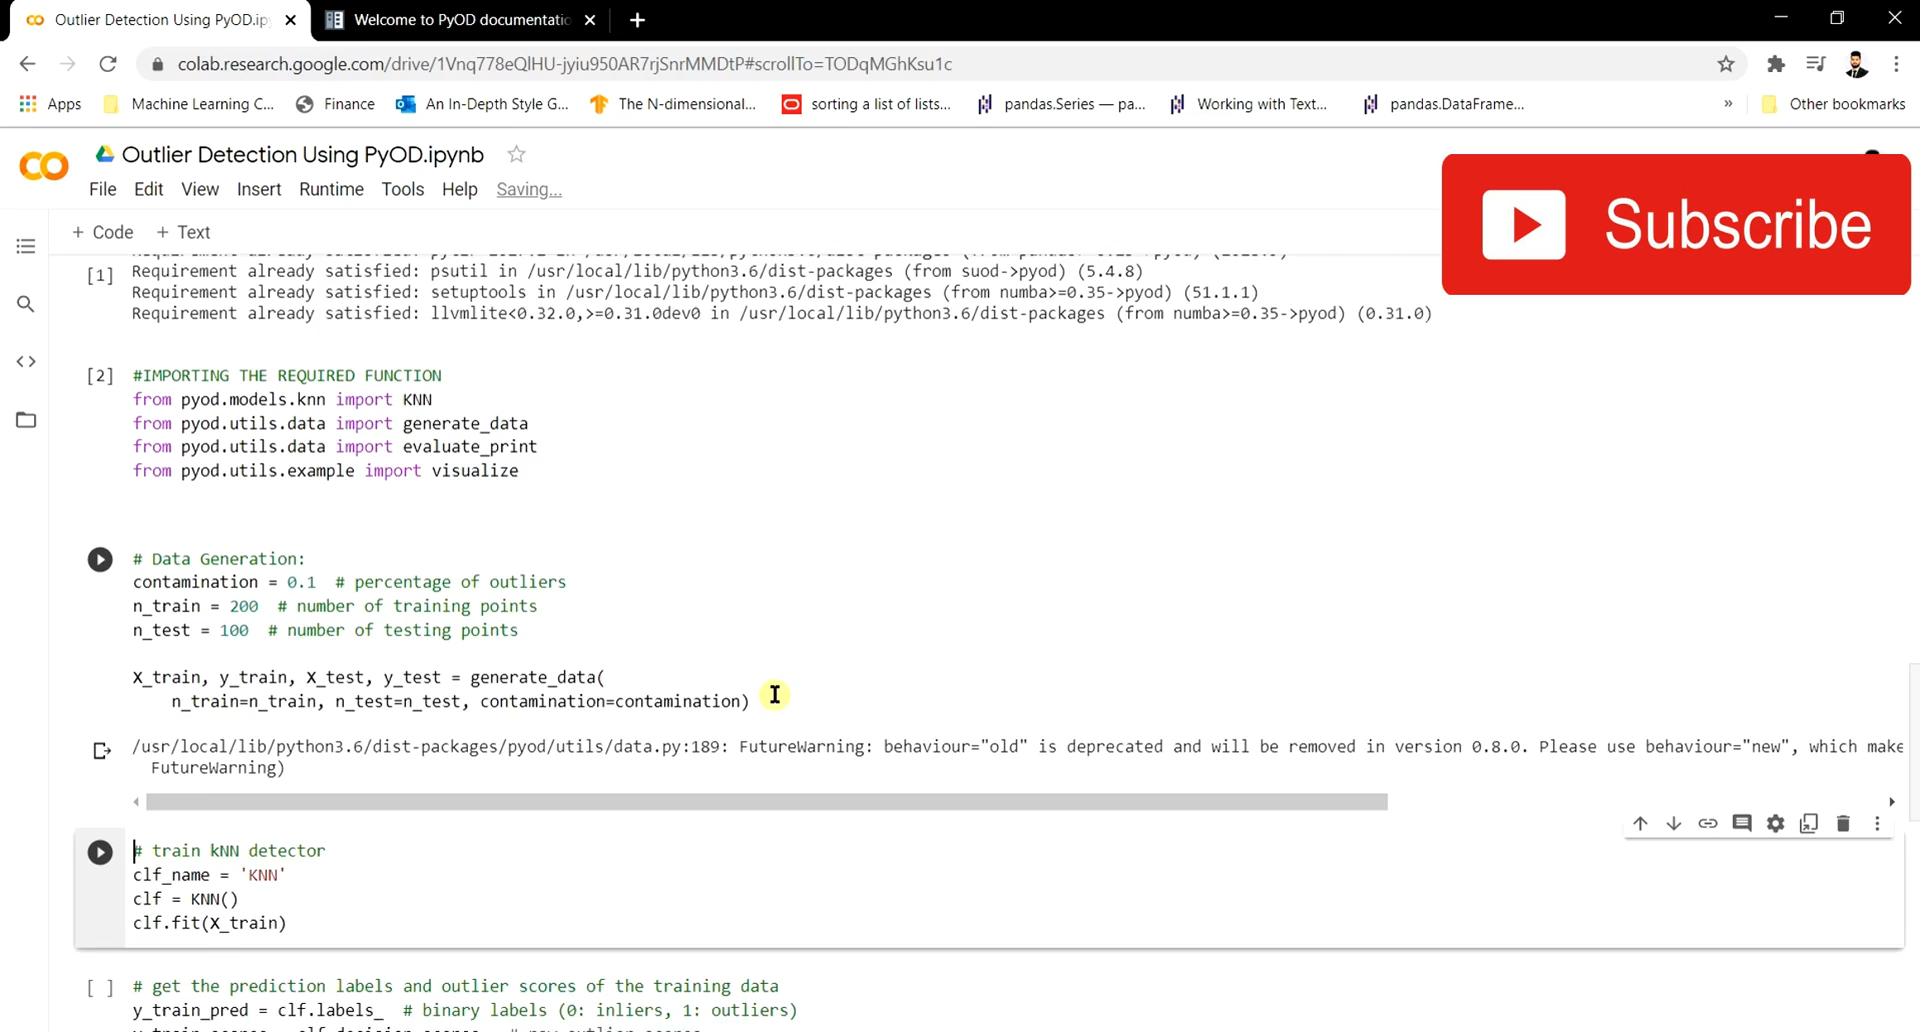 Outlier Detection Using PyOD.ip
Welcome to PyOD documentatio
colab.research.google.com/drive/1Vnq778eQlHU-jyiu950AR7rjSnrMMDtP#scrollTo=TODqMGhKsu1c
Apps
Machine Learning C...
Finance
An In-Depth Style G...
The N-dimensional...
sorting a list of lists...
pandas.Series — pa...
Working with Text...
pandas.DataFrame...
»
Other bookmarks
Outlier Detection Using PyOD.ipynb
File Edit View Insert Runtime Tools Help Saving...
Subscribe
+ Code + Text
[1] Requirement already satisfied: psutil in /usr/local/lib/python3.6/dist-packages (from suod->pyod) (5.4.8)
Requirement already satisfied: setuptools in /usr/local/lib/python3.6/dist-packages (from numba>=0.35->pyod) (51.1.1)
Requirement already satisfied: llvmlite<0.32.0,>=0.31.0dev0 in /usr/local/lib/python3.6/dist-packages (from numba>=0.35->pyod) (0.31.0)
[2] #IMPORTING THE REQUIRED FUNCTION
from pyod.models.knn import KNN
from pyod.utils.data import generate_data
from pyod.utils.data import evaluate_print
from pyod.utils.example import visualize
# Data Generation:
contamination = 0.1 # percentage of outliers
n_train = 200 # number of training points
n_test = 100 # number of testing points
X_train, y_train, X_test, y_test = generate_data(
n_train=n_train, n_test=n_test, contamination=contamination)
/usr/local/lib/python3.6/dist-packages/pyod/utils/data.py:189: FutureWarning: behaviour="old" is deprecated and will be removed in version 0.8.0. Please use behaviour="new", which make
FutureWarning)
# train kNN detector
clf_name = 'KNN'
clf = KNN()
clf.fit(X_train)
[ ] # get the prediction labels and outlier scores of the training data
y_train_pred = clf.labels_ # binary labels (0: inliers, 1: outliers)